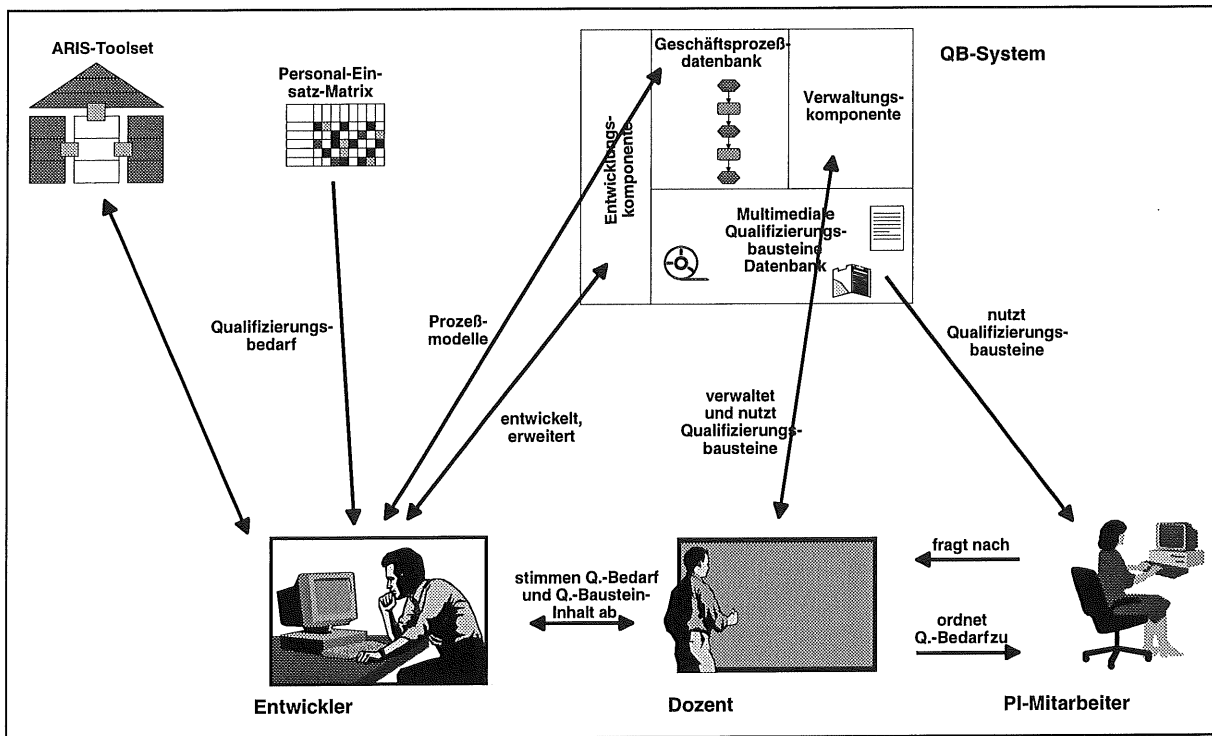 ARIS-Toolset
Personal-Ein-
satz-Matrix
Entwicklungs-
komponente
Geschäftsprozeß-
datenbank
Verwaltungs-
komponente
QB-System
Multimediale
Qualifizierungs-
bausteine
Datenbank
Qualifizierungs-
bedarf
Prozeß-
modelle
entwickelt,
erweitert
verwaltet
und nutzt
Qualifizierungs-
bausteine
nutzt
Qualifizierungs-
bausteine
stimmen Q.-Bedarf
und Q.-Baustein-
Inhalt ab
fragt nach
ordnet
Q.-Bedarfzu
Entwickler
Dozent
PI-Mitarbeiter